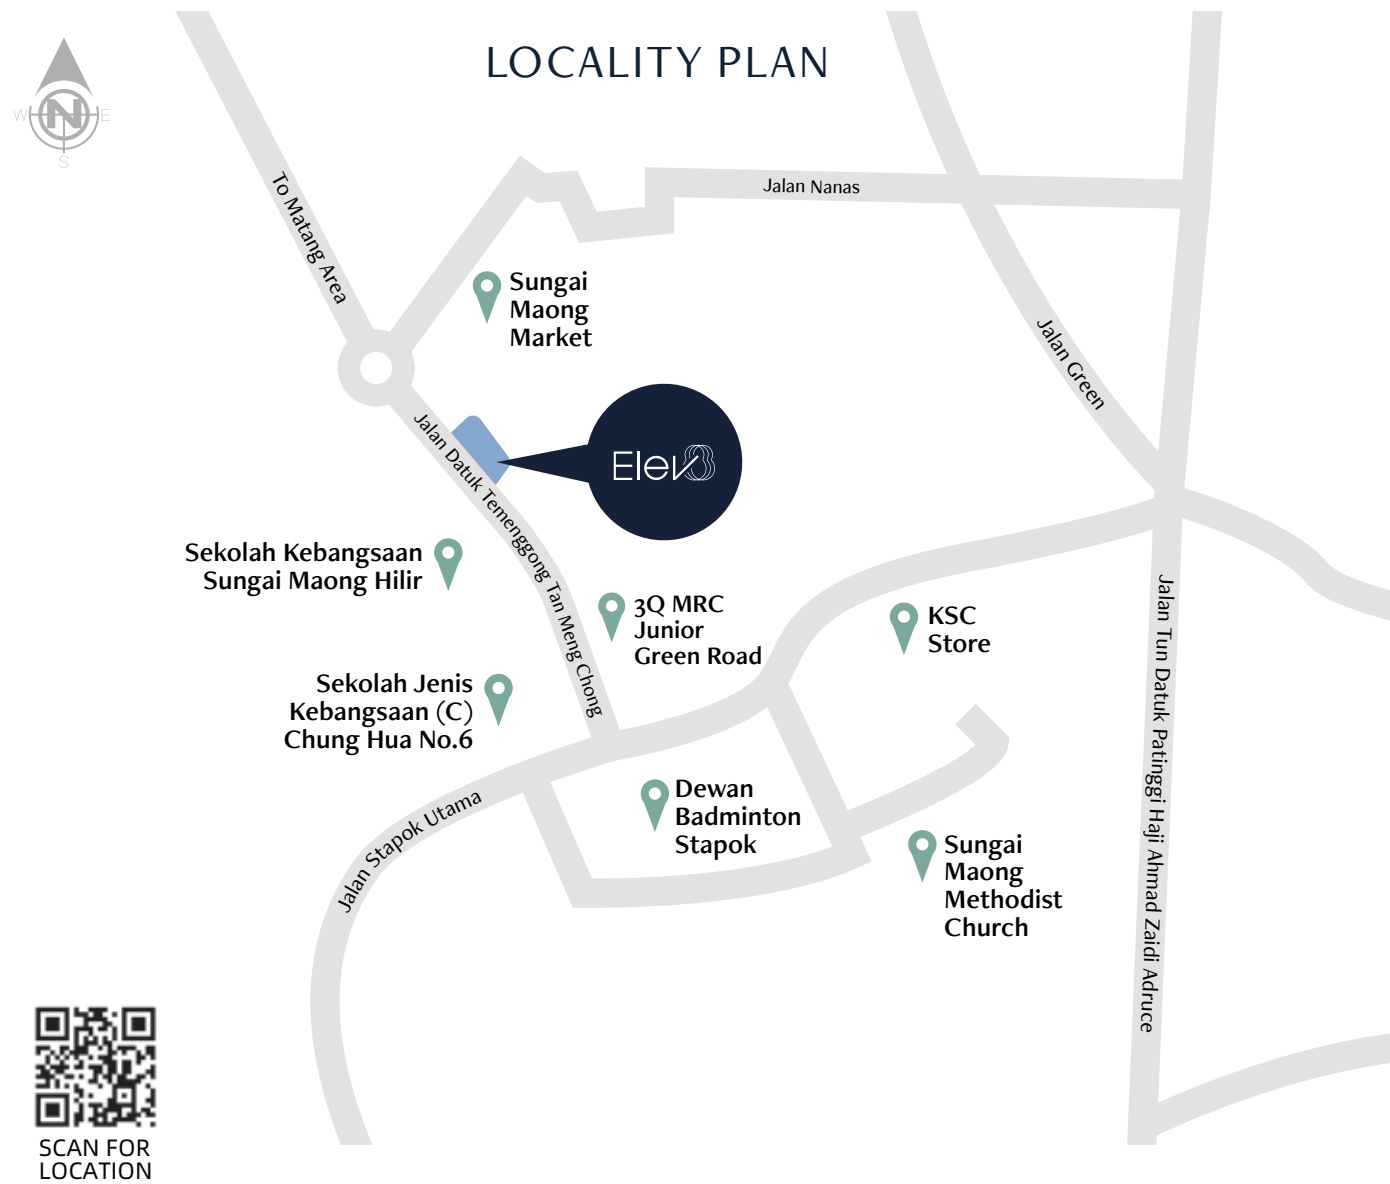 LOCALITY PLAN
N
W
E
S
To Matang Area
Jalan Nanas
Sungai
Maong
Market
Jalan Green
Jalan Datuk Temenggong Tan Meng Chong
Elev8
Sekolah Kebangsaan
Sungai Maong Hilir
3Q MRC
Junior
Green Road
KSC
Store
Jalan Tun Datuk Patinggi Haji Ahmad Zaidi Adruce
Sekolah Jenis
Kebangsaan (C)
Chung Hua No.6
Jalan Stapok Utama
Dewan
Badminton
Stapok
Sungai
Maong
Methodist
Church
SCAN FOR
LOCATION